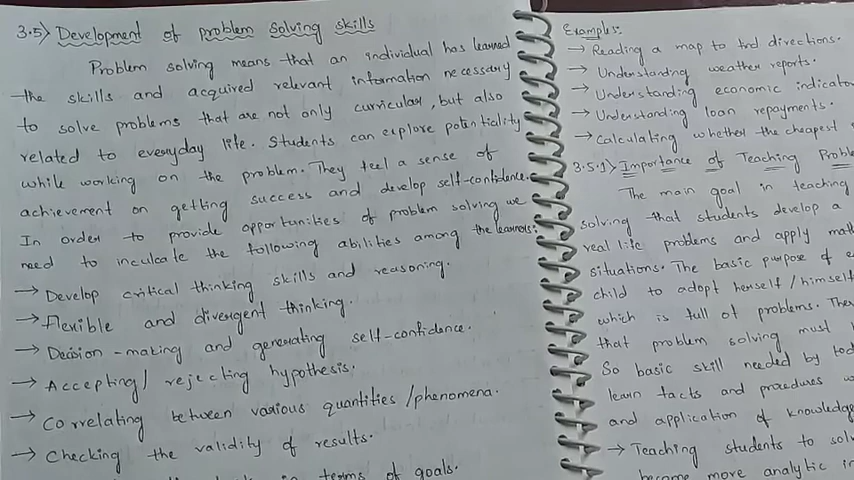 3.5) Development of problem solving skills
Problem solving means that an individual has learned
the skills and acquired relevant information necessary
to solve problems that are not only curricular, but also
related to everyday life. Students can explore potentiality
while working on the problem. They feel a sense of
achievement on getting success and develop self-confidence.
In order to provide opportunities of problem solving we
need to inculcate the following abilities among the learners:
→ Develop critical thinking skills and reasoning.
→ Flexible and divergent thinking.
→ Decision-making and generating self-confidence.
→ Accepting/rejecting hypothesis.
→ Correlating between various quantities/phenomena.
→ Checking the validity of results.
in terms of goals.
Examples:
→ Reading a map to find directions.
→ Understanding weather reports.
→ Understanding economic indicator
→ Understanding loan repayments.
→ Calculating whether the cheapest
3.5.1) Importance of Teaching Proble
The main goal in teaching
solving that students develop a
real life problems and apply math
situations. The basic purpose of e
child to adopt herself/himself
which is full of problems. The
that problem solving must
So basic skill needed by tod
learn facts and procedures
and application of knowledge
→ Teaching students to solv
become more analytic in